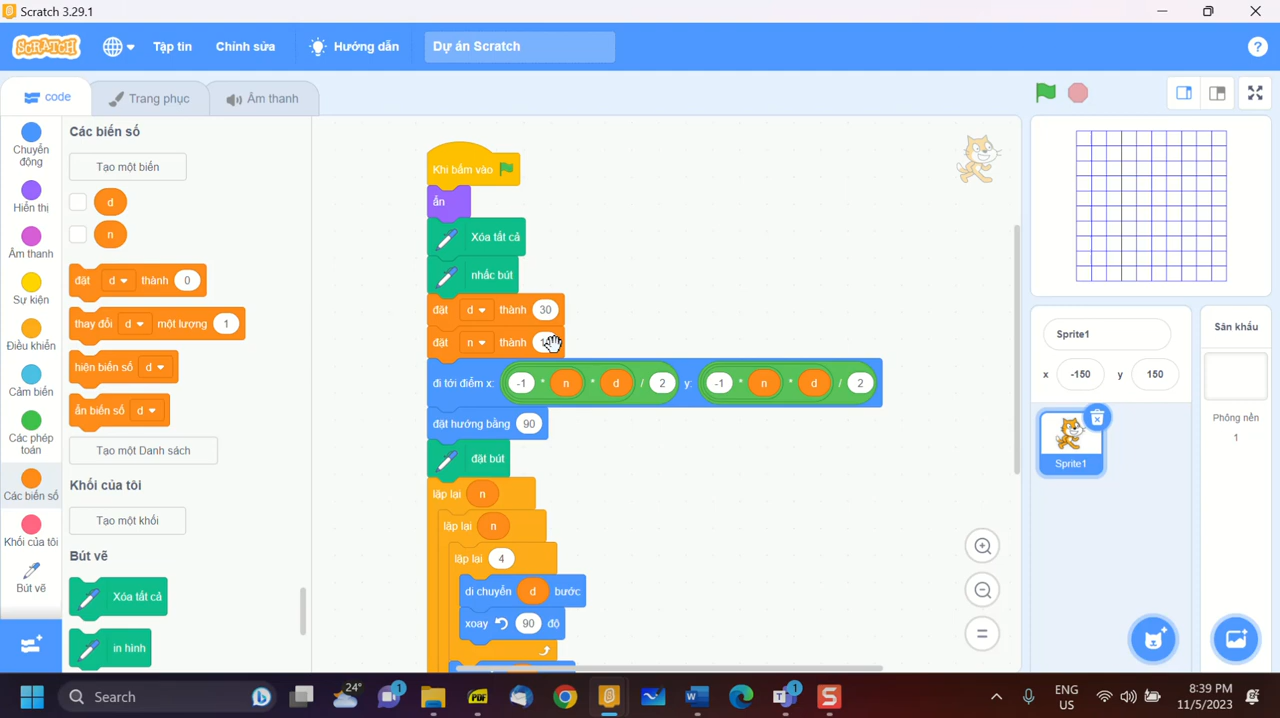 Scratch 3.29.1
SCRATCH
Tập tin
Chỉnh sửa
Hướng dẫn
Dự án Scratch
?
code
Trang phục
Âm thanh
Chuyển động
Hiển thị
Âm thanh
Sự kiện
Điều khiển
Cảm biến
Các phép toán
Các biến số
Khối của tôi
Bút vẽ
Các biến số
Tạo một biến
d
n
đặt d thành 0
thay đổi d một lượng 1
hiện biến số d
ẩn biến số d
Tạo một Danh sách
Khối của tôi
Tạo một khối
Bút vẽ
Xóa tất cả
in hình
Khi bấm vào
ẩn
Xóa tất cả
nhấc bút
đặt d thành 30
đặt n thành
đi tới điểm x: -1 * n * d / 2 y: -1 * n * d / 2
đặt hướng bằng 90
đặt bút
lặp lại n
lặp lại n
lặp lại 4
di chuyển d bước
xoay 90 độ
Sprite1
x -150 y 150
Sprite1
Sân khấu
Phông nền
1
Search
24°
1
PDF
1
ENG
US
8:39 PM
11/5/2023